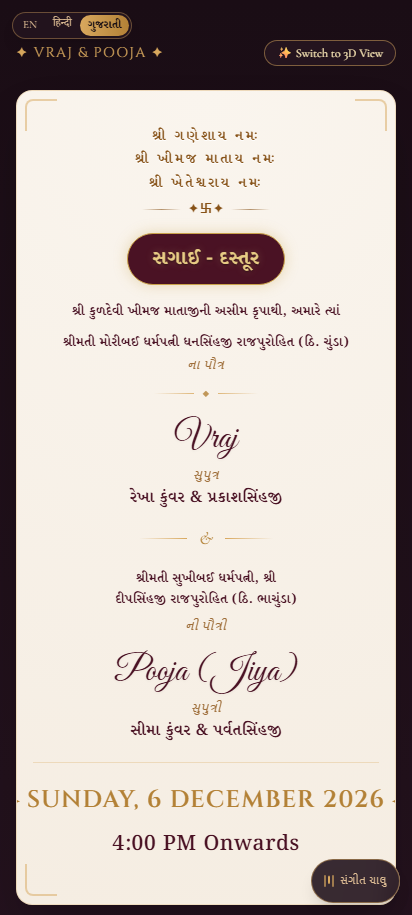 EN हिन्दी ગુજરાતી
✦ VRAJ & POOJA ✦
✨ Switch to 3D View
શ્રી ગણેશાય નમઃ
શ્રી ખીમજ માતાય નમઃ
શ્રી ખેતેશ્વરાય નમઃ
✦卐✦
સગાઈ - દસ્તૂર
શ્રી કુળદેવી ખીમજ માતાજીની અસીમ કૃપાથી, અમારે ત્યાં
શ્રીમતી મોરીબઈ ધર્મપત્ની ધનસિંહજી રાજપુરોહિત (ઠિ. ચુંડા)
ના પૌત્ર
Vraj
સુપુત્ર
રેખા કુંવર & પ્રકાશસિંહજી
&
શ્રીમતી સુખીબઈ ધર્મપત્ની, શ્રી
દીપસિંહજી રાજપુરોહિત (ઠિ. ભાચુંડા)
ની પૌત્રી
Pooja (Jiya)
સુપુત્રી
સીમા કુંવર & પર્વતસિંહજી
SUNDAY, 6 DECEMBER 2026
4:00 PM Onwards
સંગીત ચાલુ